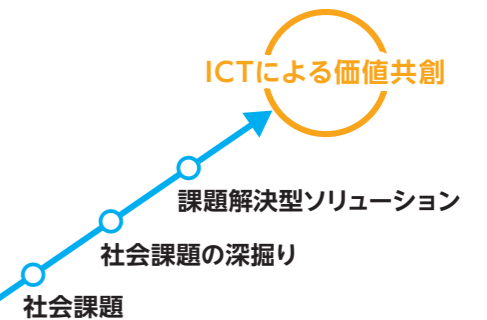 ICTによる価値共創
課題解決型ソリューション
社会課題の深掘り
社会課題